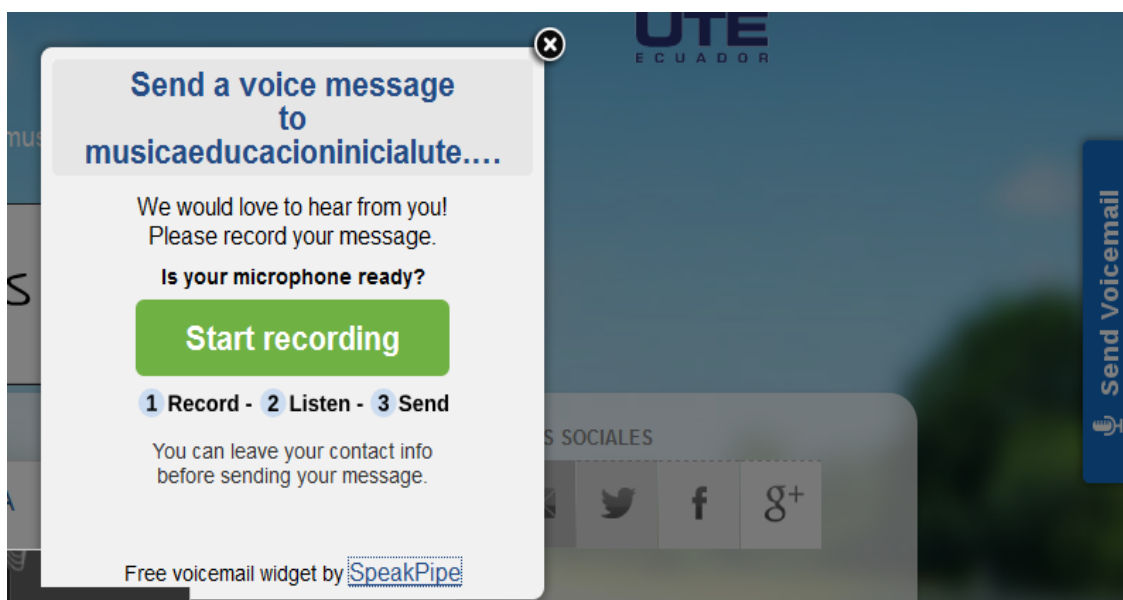 UTE
ECUADOR
Send a voice message
to
musicaeducacioninicialute.…
We would love to hear from you!
Please record your message.
Is your microphone ready?
Start recording
1 Record - 2 Listen - 3 Send
You can leave your contact info
before sending your message.
Free voicemail widget by SpeakPipe
mus
S
S SOCIALES
A
f
g+
Send Voicemail